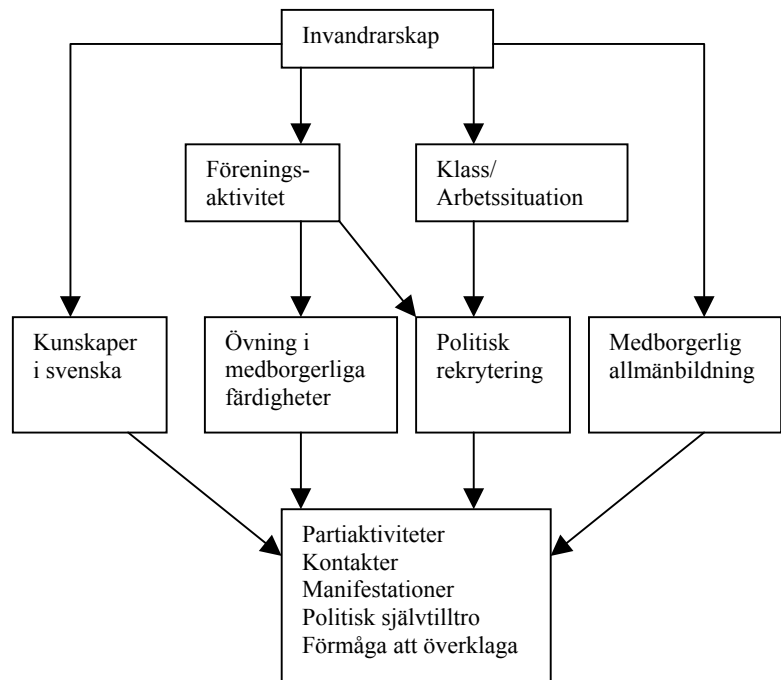 Invandrarskap
Förenings-
aktivitet
Klass/
Arbetssituation
Kunskaper
i svenska
Övning i
medborgerliga
färdigheter
Politisk
rekrytering
Medborgerlig
allmänbildning
Partiaktiviteter
Kontakter
Manifestationer
Politisk självtilltro
Förmåga att överklaga